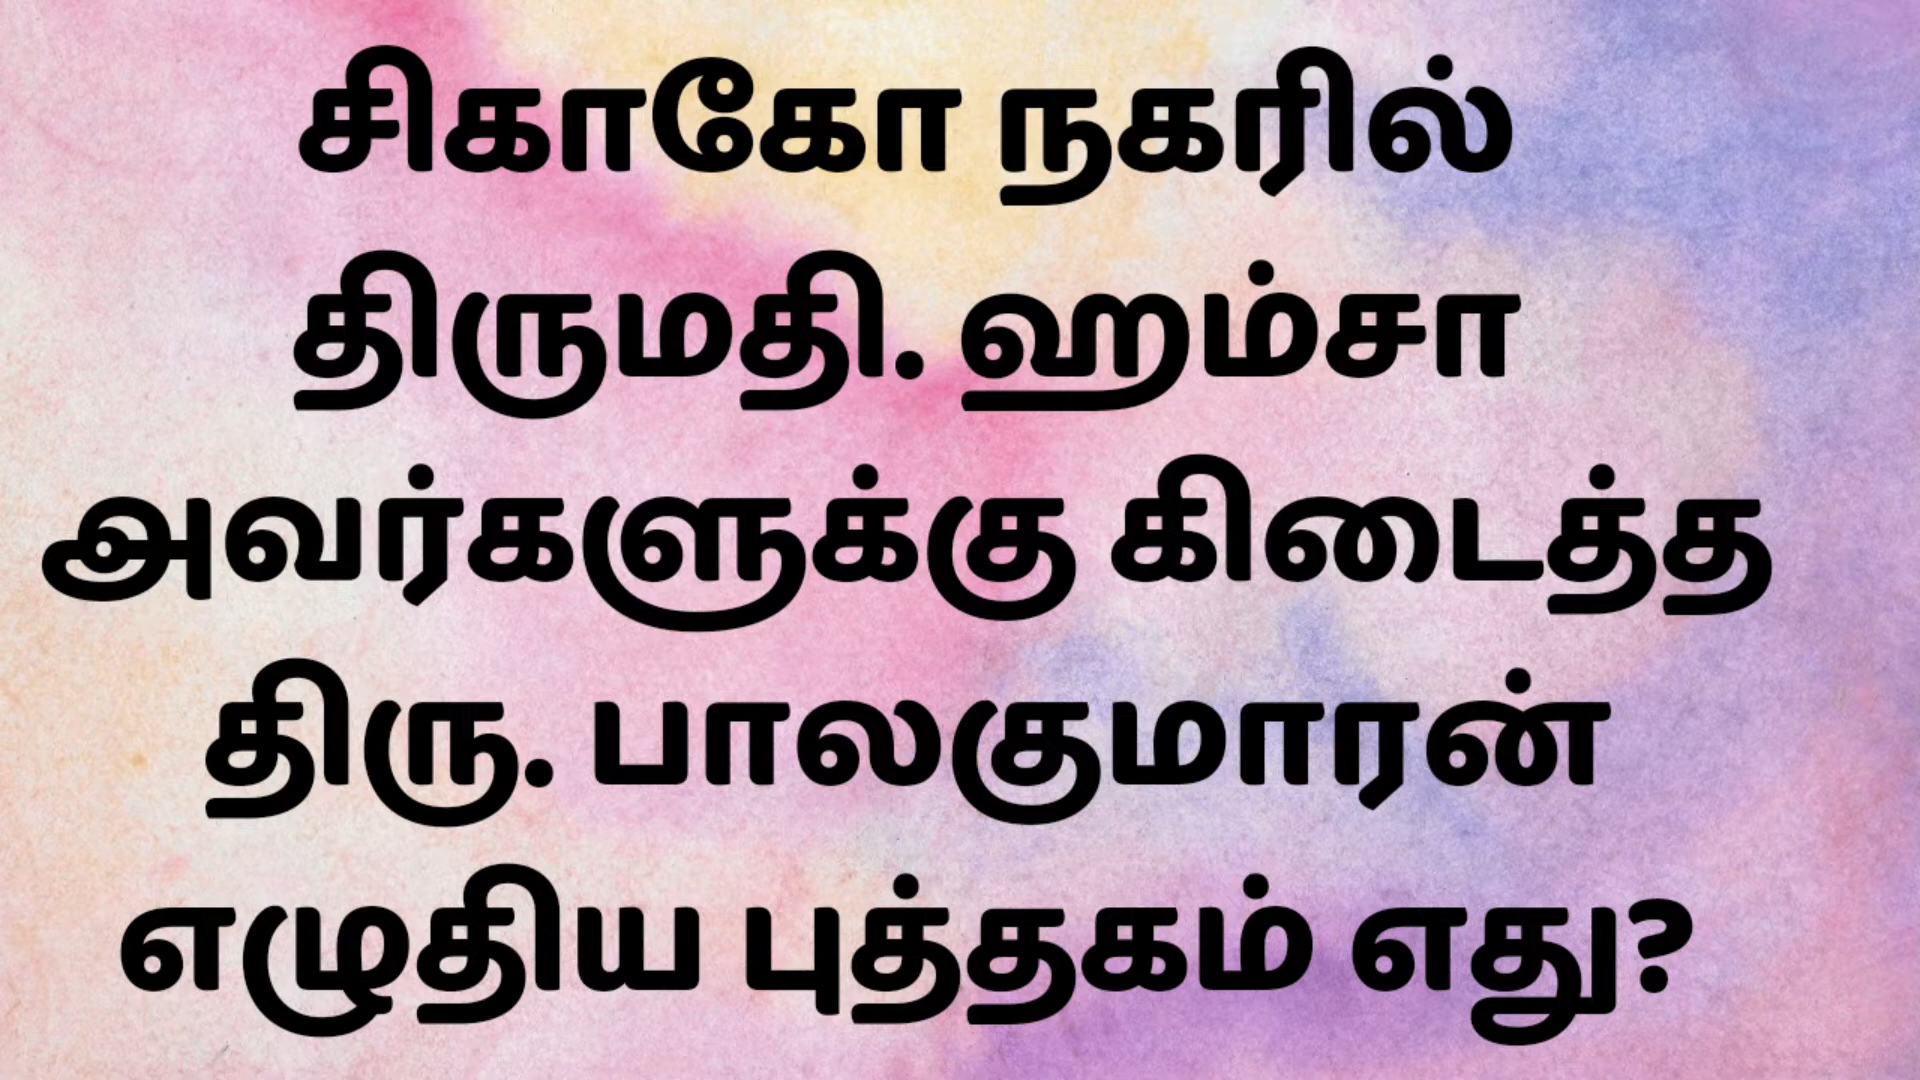 சிகாகோ நகரில்
திருமதி. ஹம்சா
அவர்களுக்கு கிடைத்த
திரு. பாலகுமாரன்
எழுதிய புத்தகம் எது?